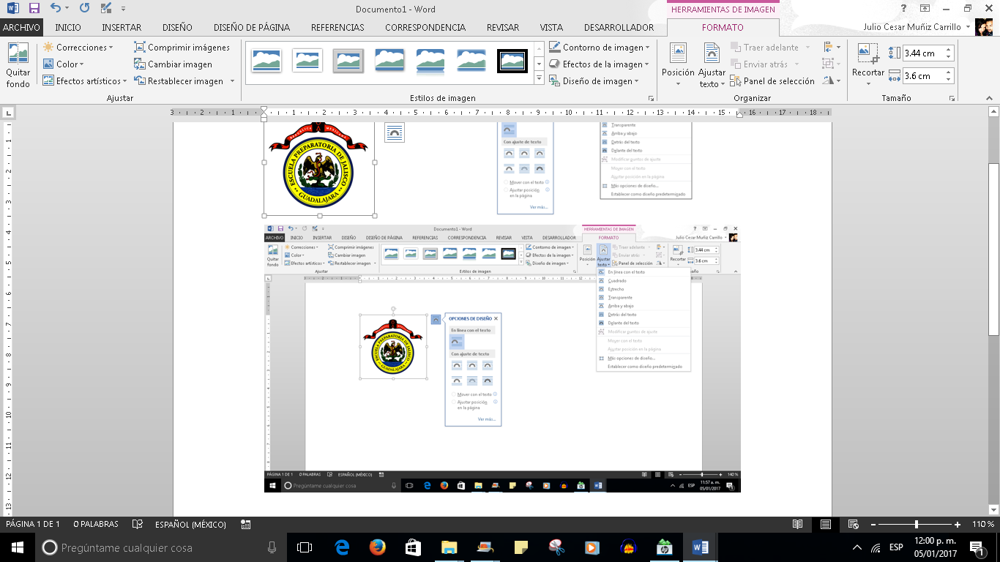 Documento1 - Word
HERRAMIENTAS DE IMAGEN
ARCHIVO INICIO INSERTAR DISEÑO DISEÑO DE PÁGINA REFERENCIAS CORRESPONDENCIA REVISAR VISTA DESARROLLADOR FORMATO Julio Cesar Muñiz Carrillo
Quitar fondo
Correcciones
Color
Efectos artísticos
Comprimir imágenes
Cambiar imagen
Restablecer imagen
Ajustar
Estilos de imagen
Contorno de imagen
Efectos de la imagen
Diseño de imagen
Posición
Ajustar texto
Traer adelante
Enviar atrás
Panel de selección
Organizar
Recortar
3.44 cm
3.6 cm
Tamaño
3 2 1 1 2 3 4 5 6 7 8 9 10 11 12 13 14 15 16 17 18
REPUBLICA MEXICANA
ESCUELA PREPARATORIA DE JALISCO
GUADALAJARA
Con ajuste de texto
Mover con el texto
Ajustar posición
en la página
Ver más...
Transparente
Arriba y abajo
Detrás del texto
Delante del texto
Modificar puntos de ajuste
Mover con el texto
Ajustar posición en la página
Más opciones de diseño...
Establecer como diseño predeterminado
Documento1 - Word
HERRAMIENTAS DE IMAGEN
ARCHIVO INICIO INSERTAR DISEÑO DISEÑO DE PÁGINA REFERENCIAS CORRESPONDENCIA REVISAR VISTA DESARROLLADOR FORMATO Julio Cesar Muñiz Carrillo
Quitar fondo
Correcciones
Color
Efectos artísticos
Comprimir imágenes
Cambiar imagen
Restablecer imagen
Ajustar
Estilos de imagen
Contorno de imagen
Efectos de la imagen
Diseño de imagen
Posición
Ajustar texto
Traer adelante
Enviar atrás
Panel de selección
Recortar
3.44 cm
3.6 cm
En línea con el texto
Cuadrado
Estrecho
Transparente
Arriba y abajo
Detrás del texto
Delante del texto
Modificar puntos de ajuste
Mover con el texto
Ajustar posición en la página
Más opciones de diseño...
Establecer como diseño predeterminado
ESCUELA PREPARATORIA DE JALISCO
GUADALAJARA
OPCIONES DE DISEÑO
En línea con el texto
Con ajuste de texto
Mover con el texto
Ajustar posición
en la página
Ver más...
PÁGINA 1 DE 1 0 PALABRAS ESPAÑOL (MÉXICO) 140 %
Pregúntame cualquier cosa ESP 11:57 p. m.
05/01/2017
PÁGINA 1 DE 1 0 PALABRAS ESPAÑOL (MÉXICO) 110 %
Pregúntame cualquier cosa ESP 12:00 p. m.
05/01/2017 1